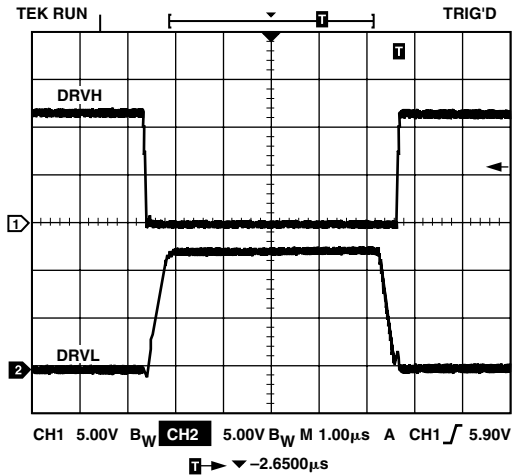 TEK RUN
T
TRIG'D
T
DRVH
1
DRVL
2
CH1 5.00V BW CH2 5.00V BW M 1.00µs A CH1 5.90V
T –2.6500µs